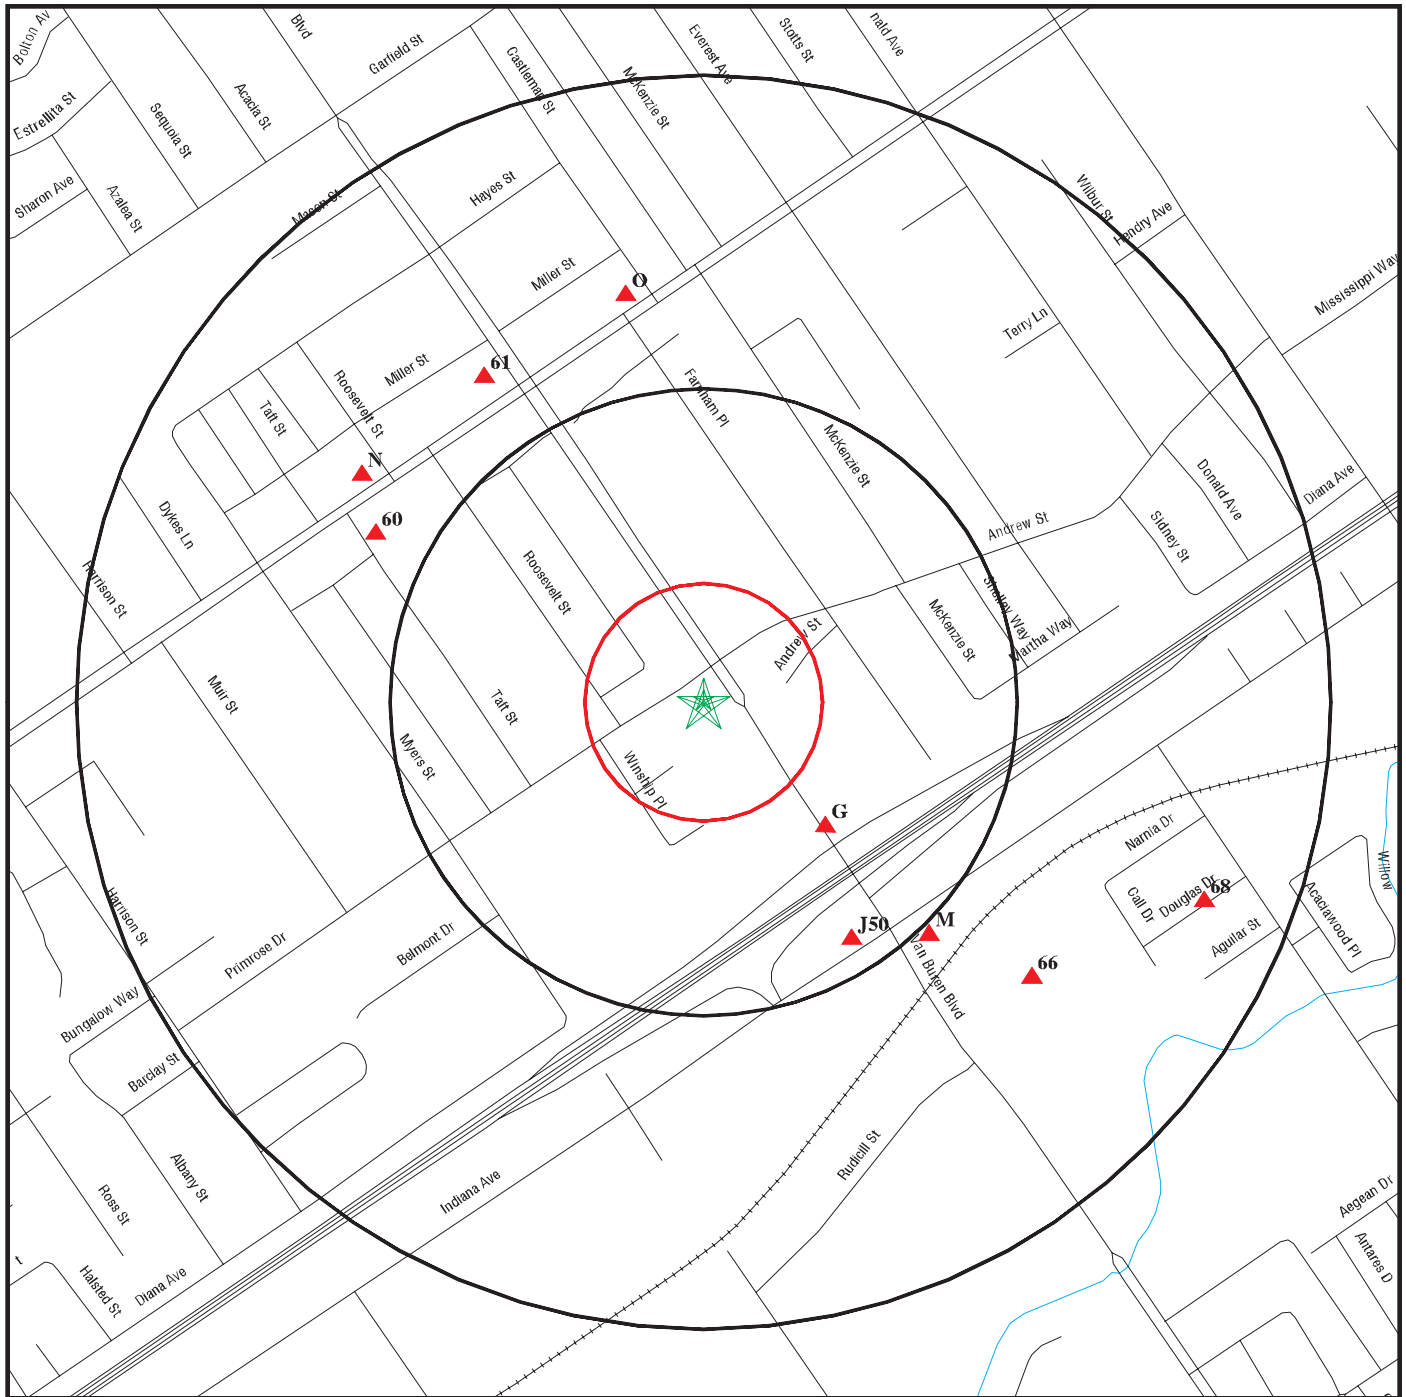 Bolton Av
Blvd
Garfield St
Castleman St
McKenzie St
Everest Ave
Stotts St
nald Ave
Estrellita St
Sequoia St
Acacia St
Sharon Ave
Azalea St
Mason St
Hayes St
Wilbur St
Hendry Ave
Mississippi Way
Miller St
O
Terry Ln
Miller St
61
Roosevelt St
Taft St
Farnham Pl
McKenzie St
N
60
Dykes Ln
Harrison St
Roosevelt St
Andrew St
Donald Ave
Diana Ave
Sidney St
Shelley Way
McKenzie St
Martha Way
Andrew St
Muir St
Taft St
Myers St
Winship Pl
G
Narnia Dr
Willow
Call Dr
Douglas Dr
68
Acaciawood Pl
Aguilar St
Harrison St
Primrose Dr
Belmont Dr
J50
M
66
Van Buren Blvd
Bungalow Way
Barclay St
Albany St
Ross St
Indiana Ave
Rudicill St
Aegean Dr
Antares D
t
Halsted St
Diana Ave